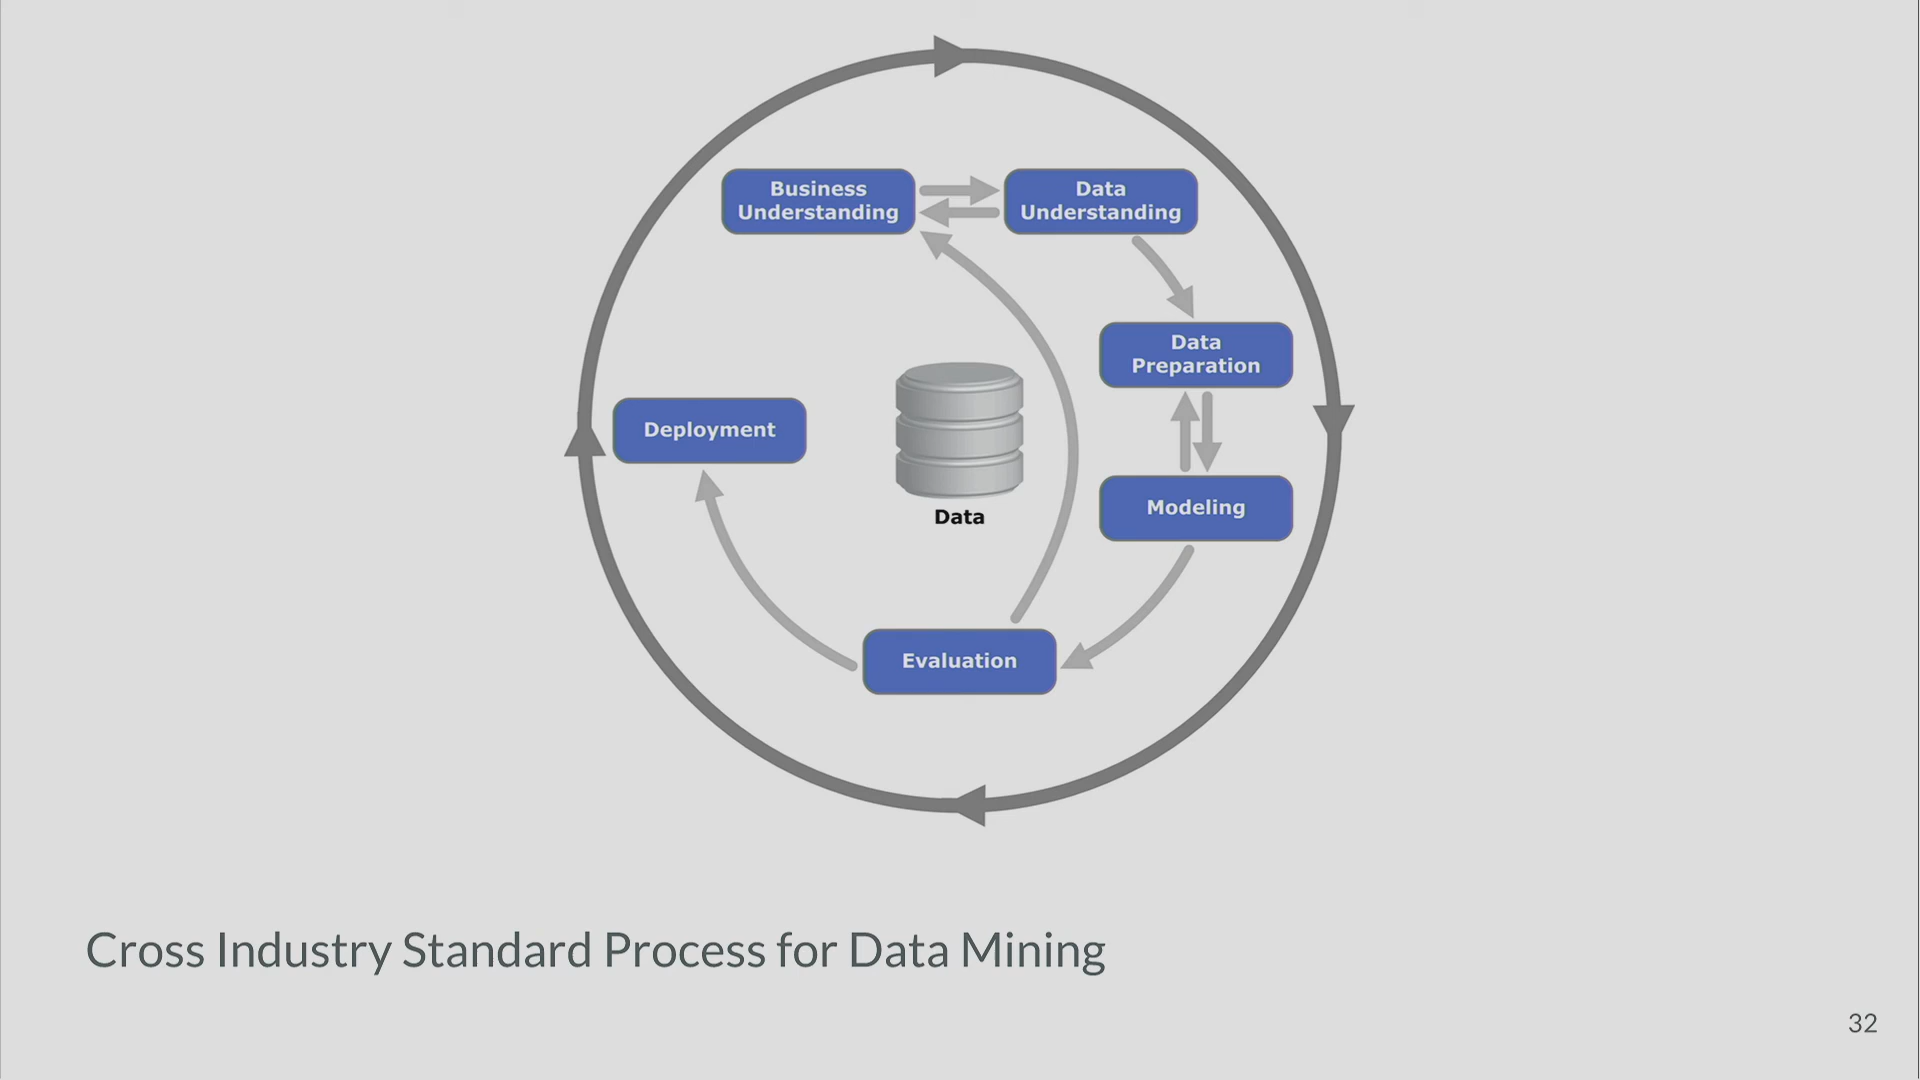 Business
Understanding
Data
Understanding
Data
Preparation
Deployment
Data
Modeling
Evaluation
Cross Industry Standard Process for Data Mining
32